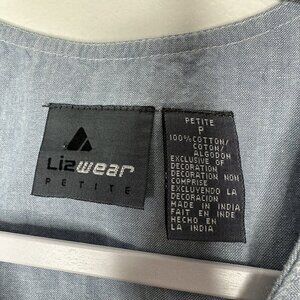 Lizwear
PETITE
PETITE
P
100% COTTON/
COTON/
ALGODON
EXCLUSIVE OF
DECORATION
DECORATION NON
COMPRISE
EXCLUYENDO LA
DECORACION
MADE IN INDIA
FAIT EN INDE
HECHO EN
LA INDIA